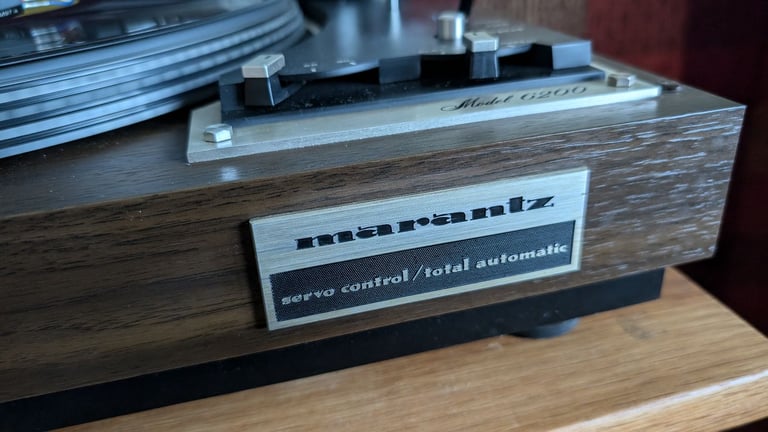 Model 6200
marantz
servo control/total automatic